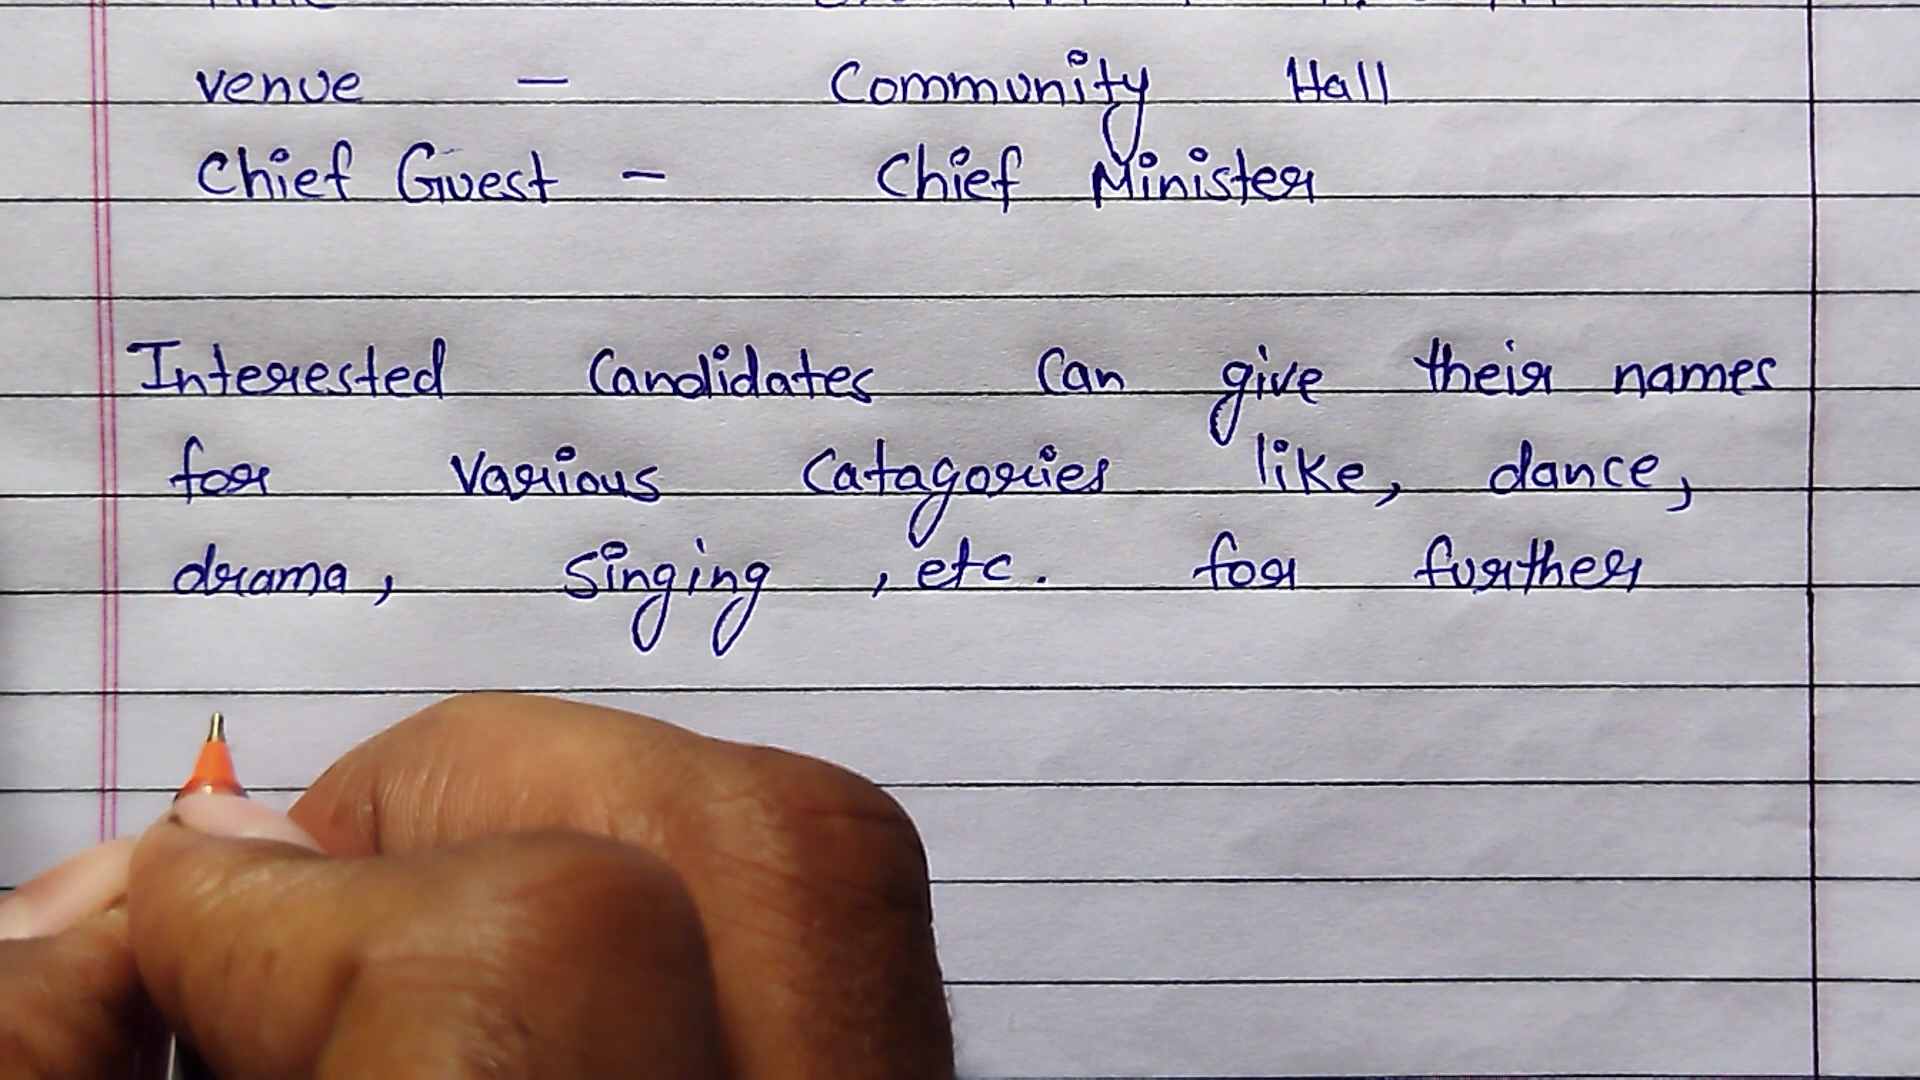 venue — Community Hall
Chief Guest - Chief Minister
Interested Candidates Can give their names
for various Catagories like, dance,
drama, Singing , etc. for further